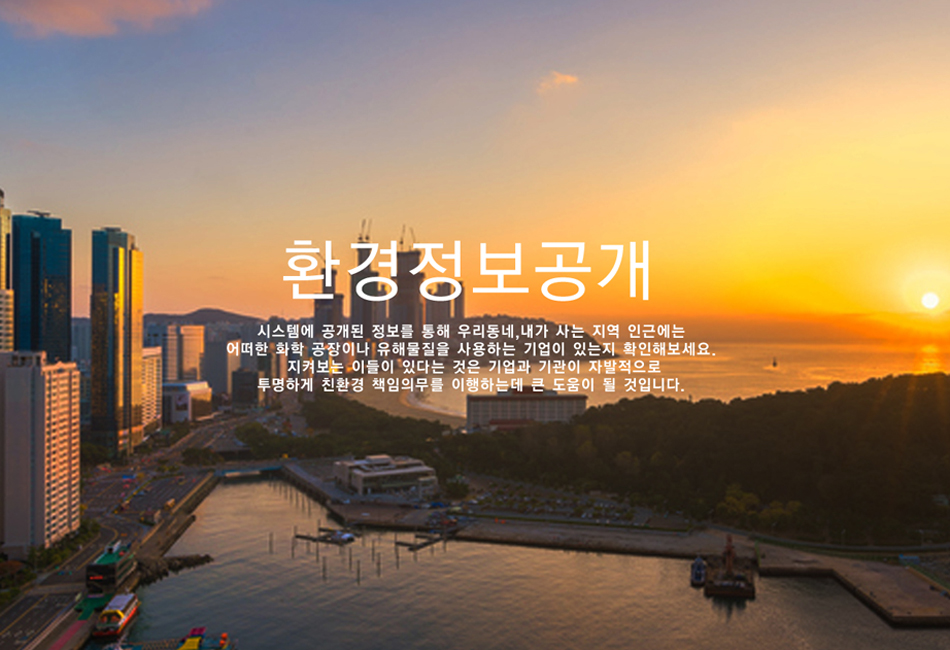 환경정보공개
시스템에 공개된 정보를 통해 우리동네,내가 사는 지역 인근에는
어떠한 화학 공장이나 유해물질을 사용하는 기업이 있는지 확인해보세요.
지켜보는 이들이 있다는 것은 기업과 기관이 자발적으로
투명하게 친환경 책임의무를 이행하는데 큰 도움이 될 것입니다.